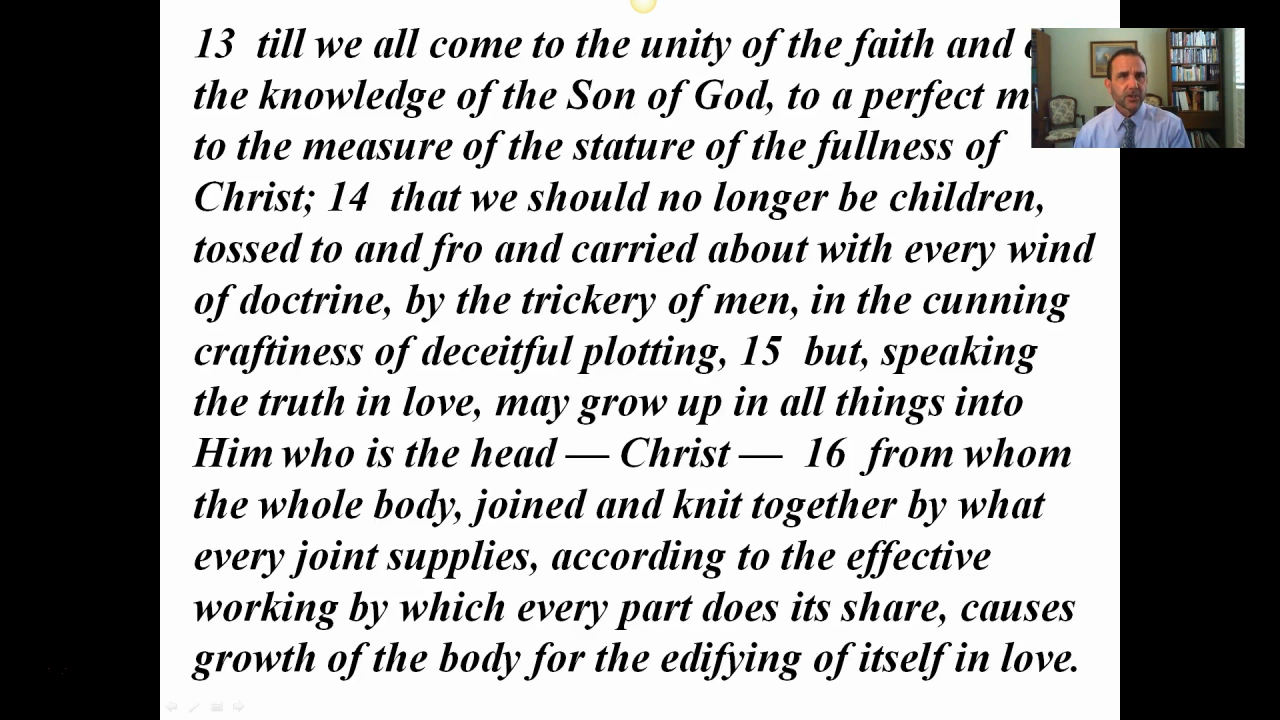 13 till we all come to the unity of the faith and
the knowledge of the Son of God, to a perfect
to the measure of the stature of the fullness of
Christ; 14 that we should no longer be children,
tossed to and fro and carried about with every wind
of doctrine, by the trickery of men, in the cunning
craftiness of deceitful plotting, 15 but, speaking
the truth in love, may grow up in all things into
Him who is the head — Christ — 16 from whom
the whole body, joined and knit together by what
every joint supplies, according to the effective
working by which every part does its share, causes
growth of the body for the edifying of itself in love.